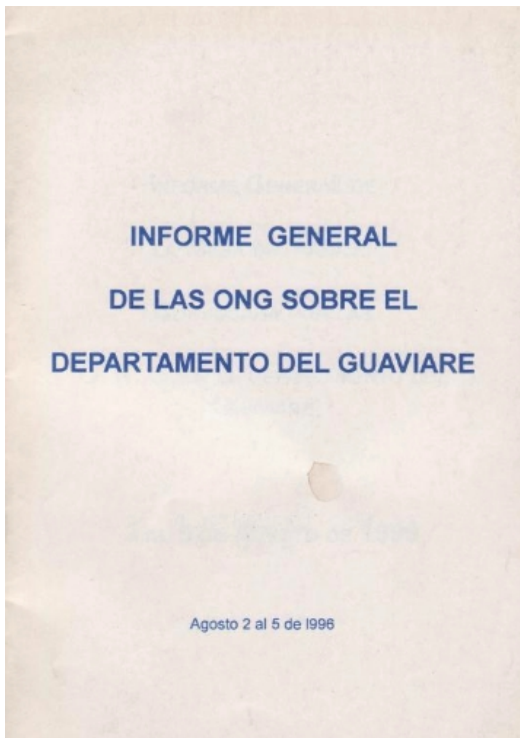 INFORME GENERAL
DE LAS ONG SOBRE EL
DEPARTAMENTO DEL GUAVIARE
Agosto 2 al 5 de l996